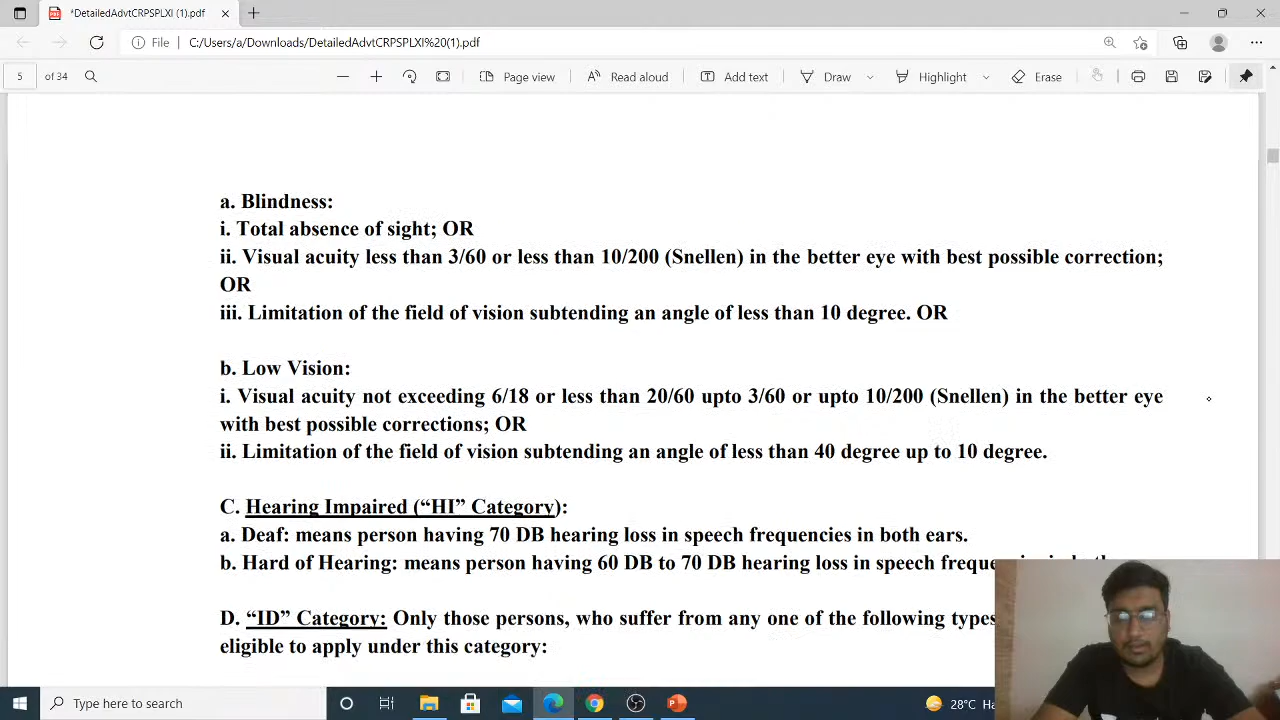 *DetailedAdvtCRPSPLXI (1).pdf
File C:/Users/a/Downloads/DetailedAdvtCRPSPLXI%20(1).pdf
5 of 34 Page view Read aloud Add text Draw Highlight Erase
a. Blindness:
i. Total absence of sight; OR
ii. Visual acuity less than 3/60 or less than 10/200 (Snellen) in the better eye with best possible correction;
OR
iii. Limitation of the field of vision subtending an angle of less than 10 degree. OR
b. Low Vision:
i. Visual acuity not exceeding 6/18 or less than 20/60 upto 3/60 or upto 10/200 (Snellen) in the better eye
with best possible corrections; OR
ii. Limitation of the field of vision subtending an angle of less than 40 degree up to 10 degree.
C. Hearing Impaired (“HI” Category):
a. Deaf: means person having 70 DB hearing loss in speech frequencies in both ears.
b. Hard of Hearing: means person having 60 DB to 70 DB hearing loss in speech
D. “ID” Category: Only those persons, who suffer from any one of the following types
eligible to apply under this category:
Type here to search 28°C